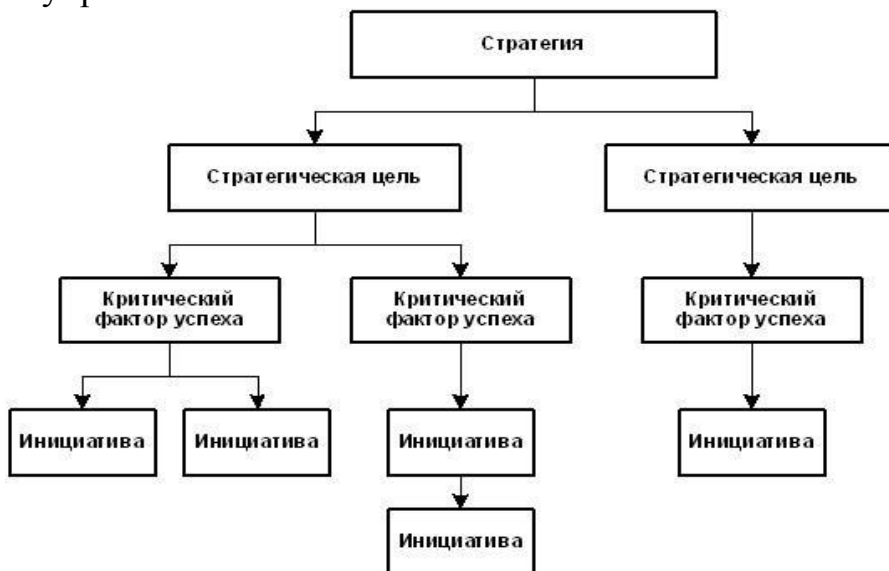 Стратегия
Стратегическая цель
Стратегическая цель
Критический
фактор успеха
Критический
фактор успеха
Критический
фактор успеха
Инициатива
Инициатива
Инициатива
Инициатива
Инициатива